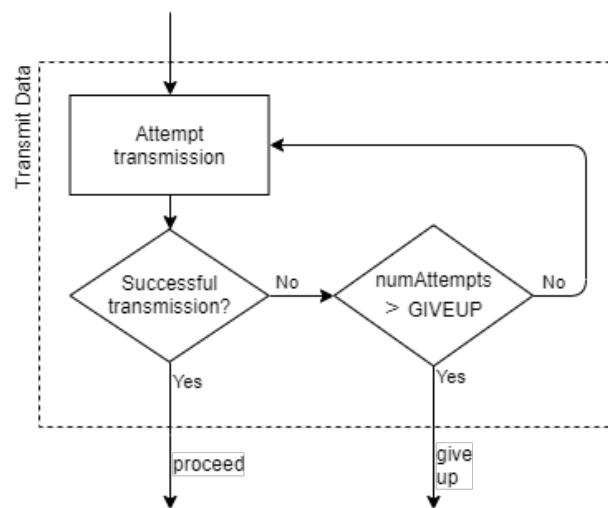 Transmit Data
Attempt
transmission
Successful
transmission?
No
numAttempts
> GIVEUP
No
Yes
Yes
proceed
give
up